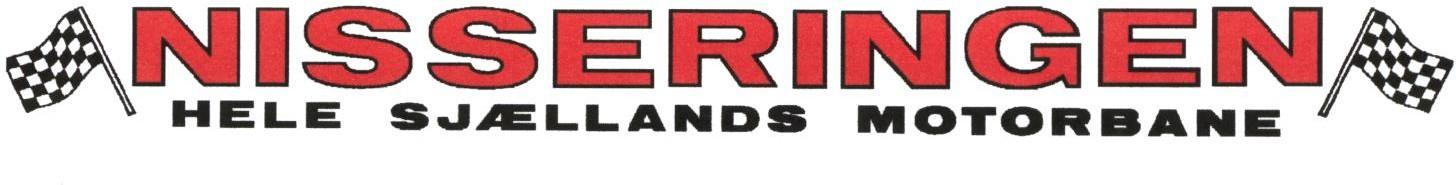 NISSERINGEN
HELE SJÆLLANDS MOTORBANE